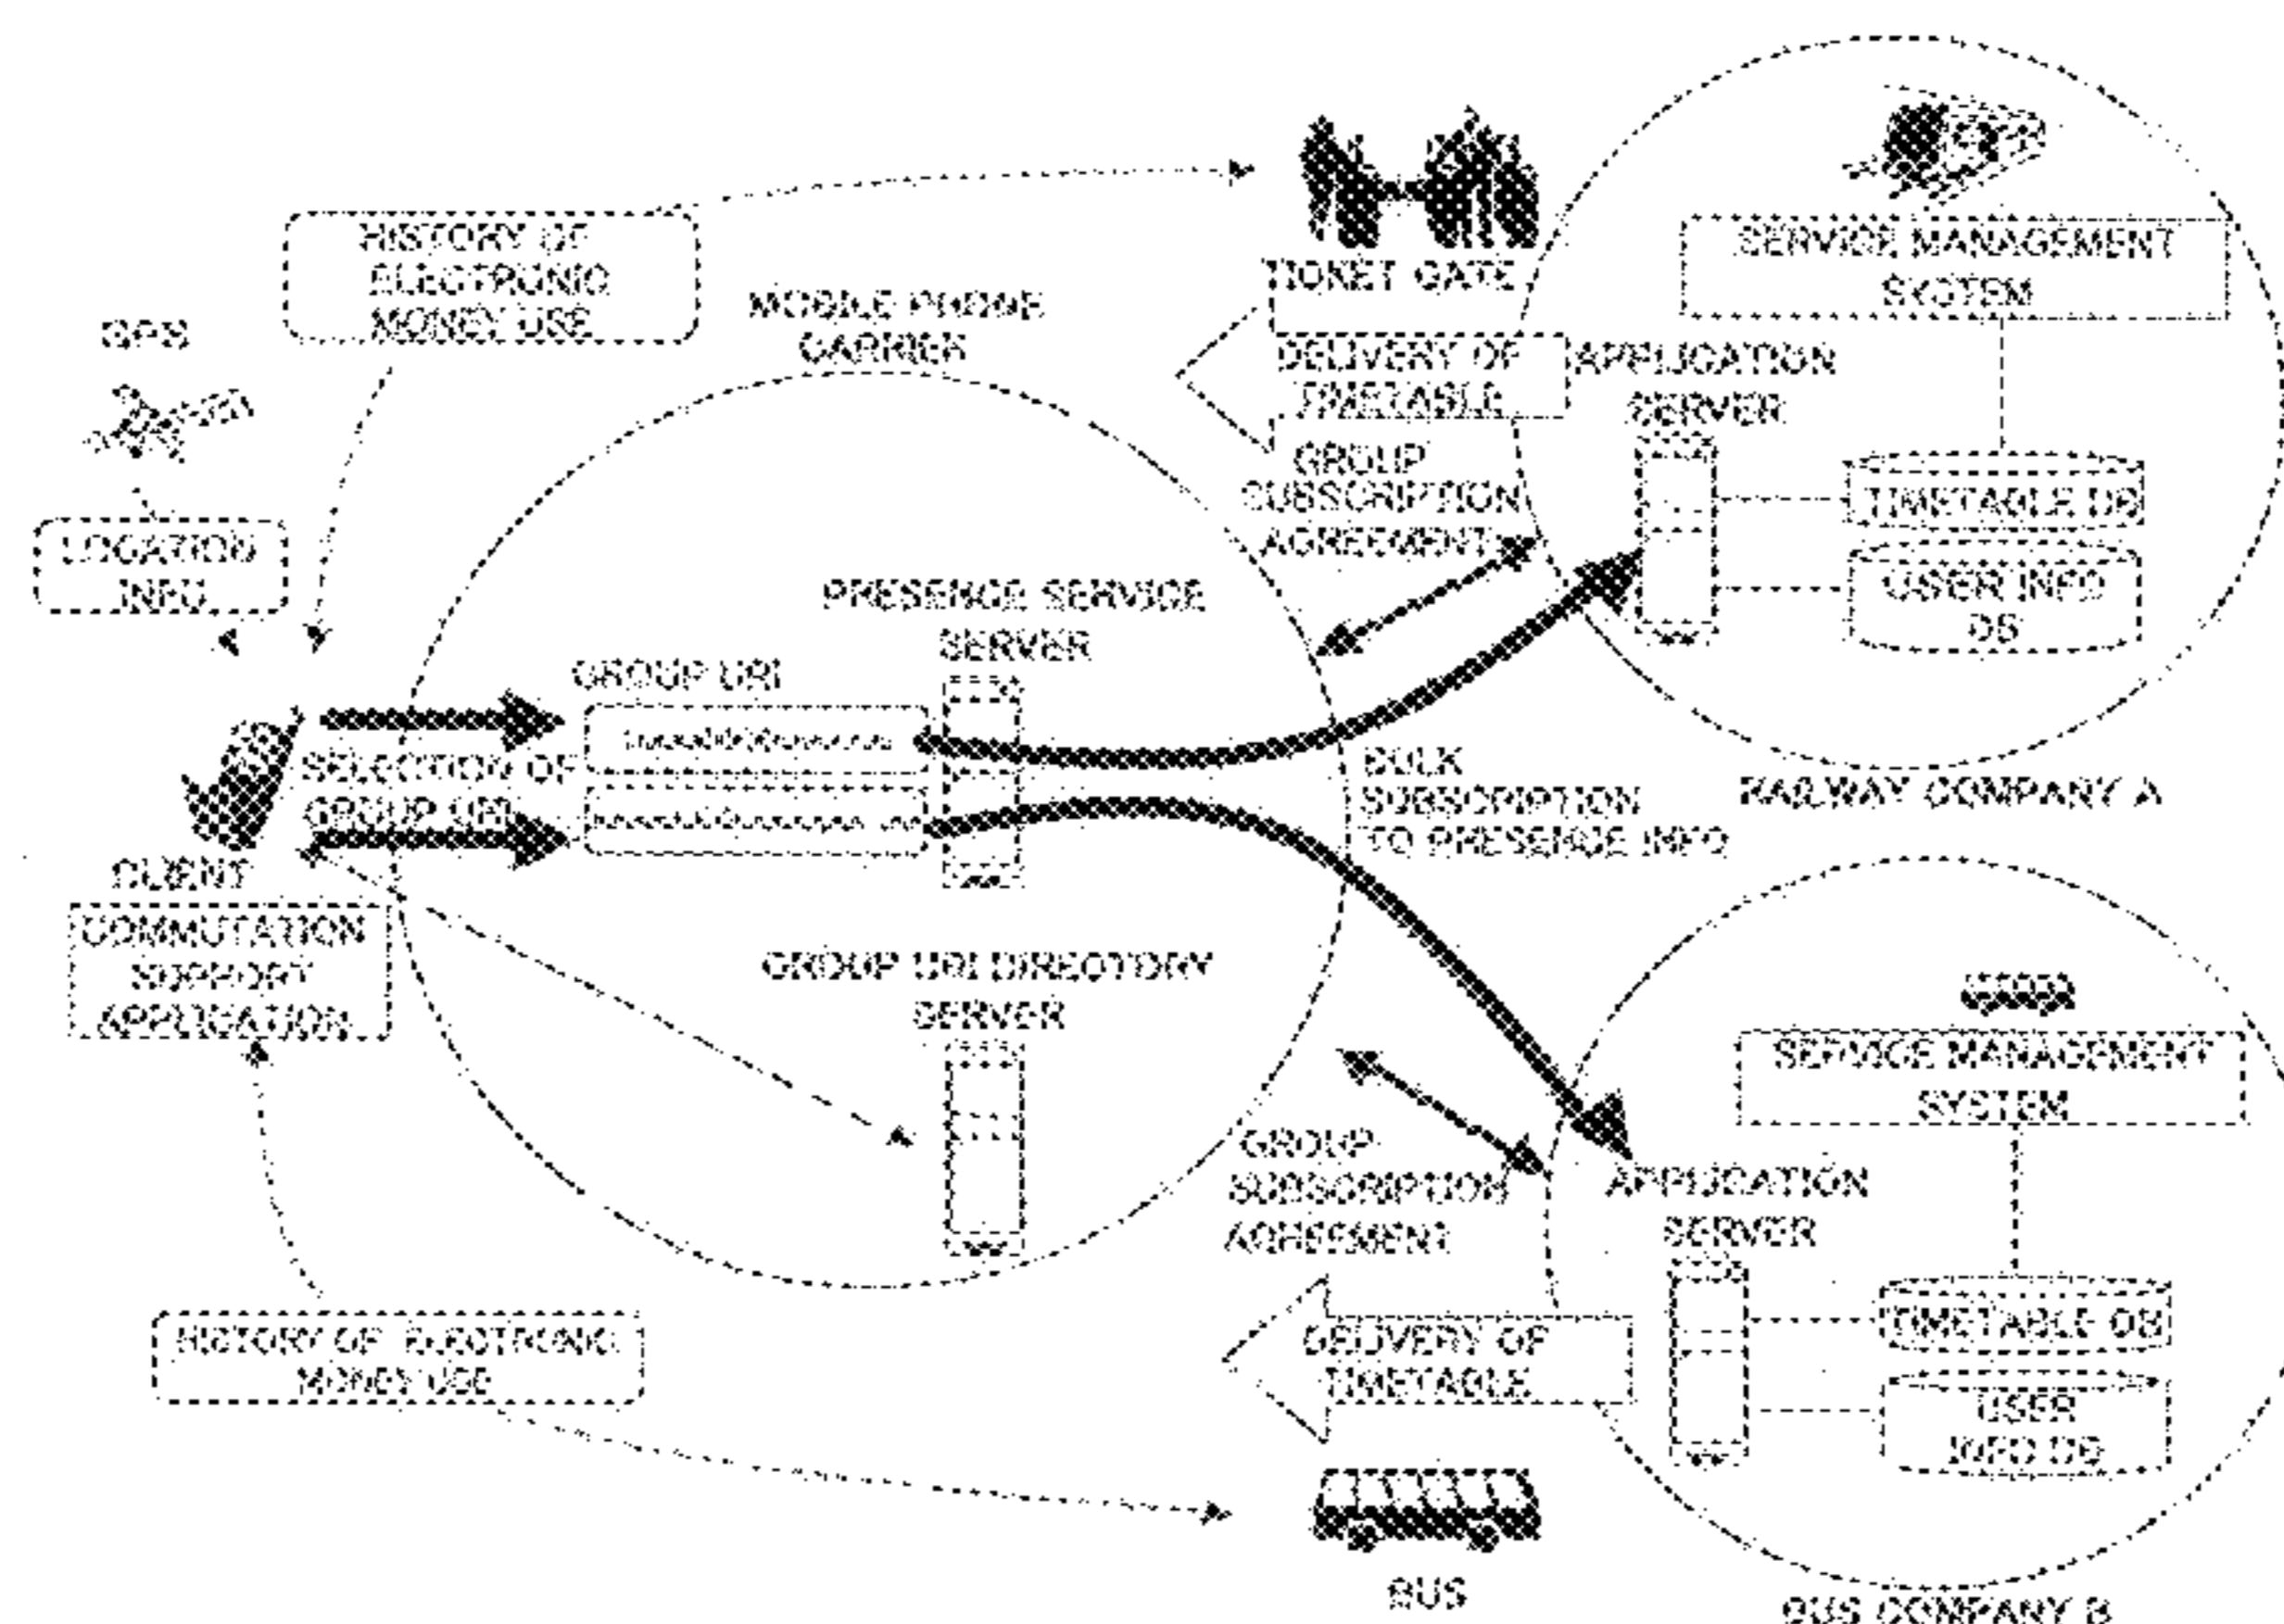 HISTORY OF
ELECTRONIC
MONEY USE
GPS
LOCATION
INFO
MOBILE PHONE
CARRIER
TICKET GATE
DELIVERY OF
TIMETABLE
GROUP
SUBSCRIPTION
AGREEMENT
SERVICE MANAGEMENT
SYSTEM
APPLICATION
SERVER
TIMETABLE DB
USER INFO
DB
RAILWAY COMPANY A
PRESENCE SERVICE
SERVER
GROUP URI
SELECTION OF
GROUP URI
CLIENT
COMMUTATION
SUPPORT
APPLICATION
BULK
SUBSCRIPTION
TO PRESENCE INFO
GROUP URI DIRECTORY
SERVER
GROUP
SUBSCRIPTION
AGREEMENT
SERVICE MANAGEMENT
SYSTEM
APPLICATION
SERVER
TIMETABLE DB
USER
INFO DB
HISTORY OF ELECTRONIC
MONEY USE
DELIVERY OF
TIMETABLE
BUS
BUS COMPANY B